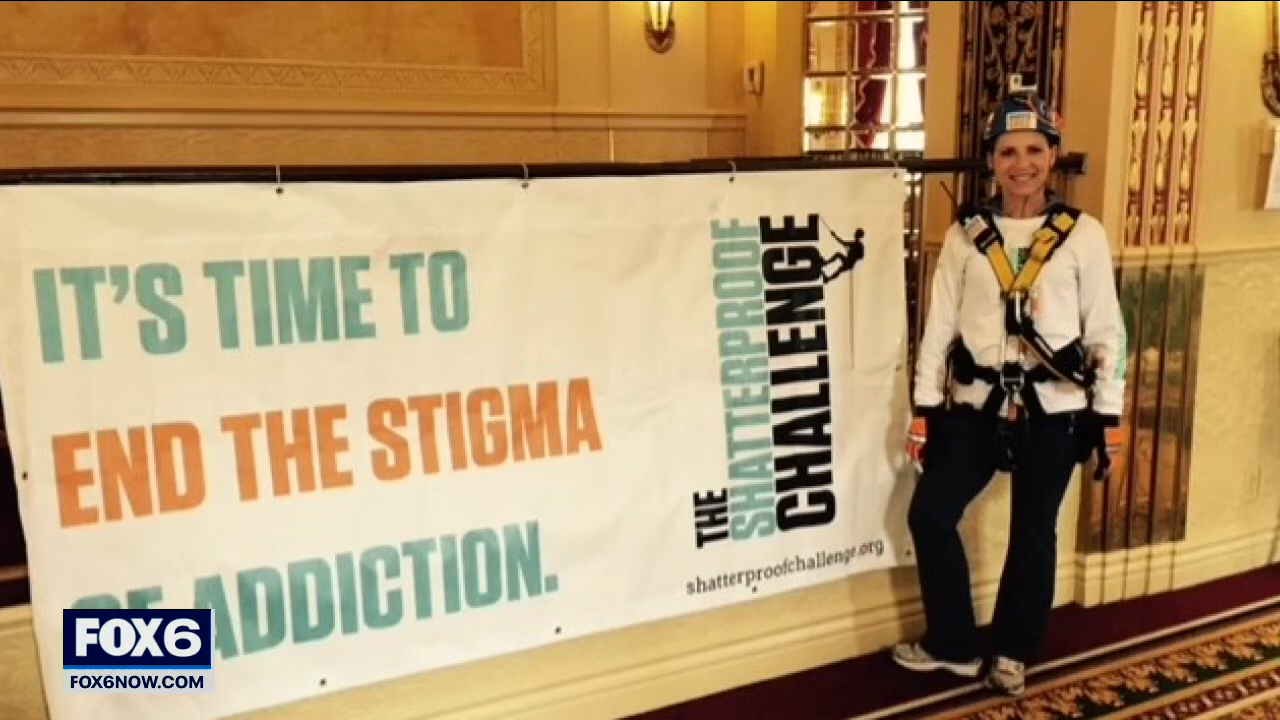 IT'S TIME TO
END THE STIGMA
OF ADDICTION.
THE
SHATTERPROOF
CHALLENGE
shatterproofchallenge.org
FOX6
FOX6NOW.COM